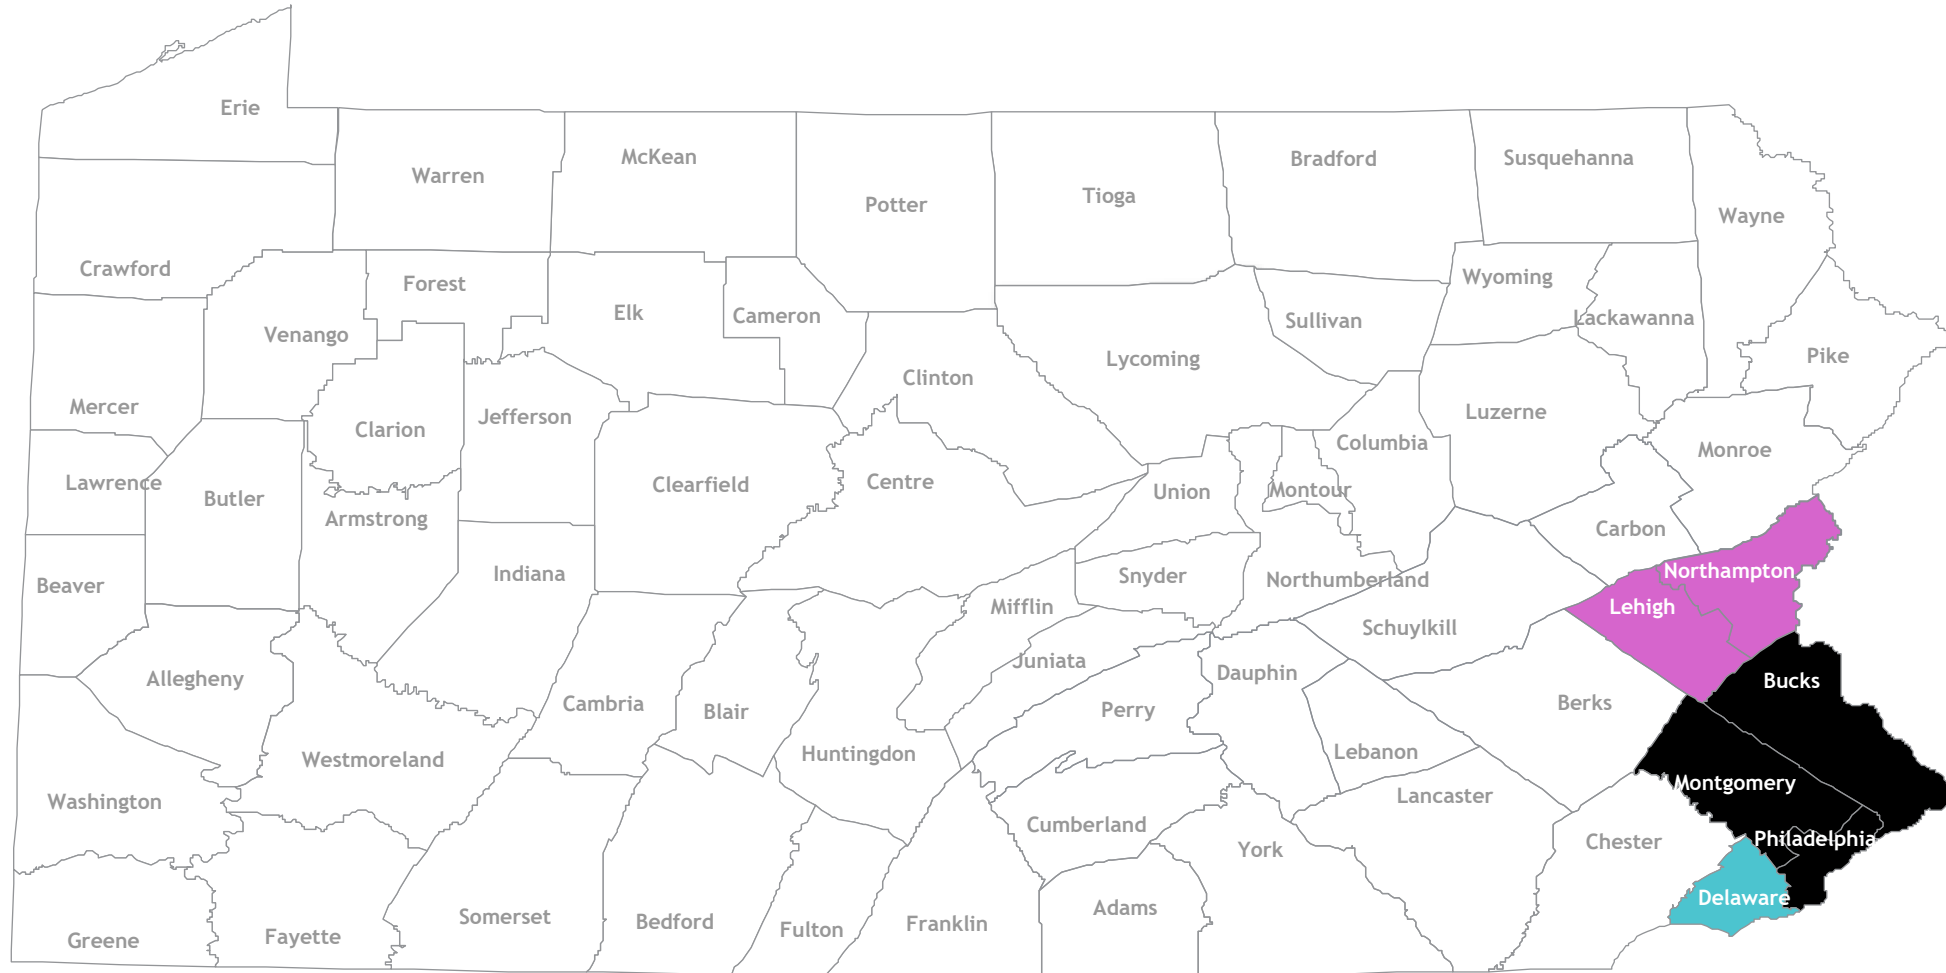 Erie
Warren
McKean
Potter
Tioga
Bradford
Susquehanna
Wayne
Crawford
Forest
Elk
Cameron
Wyoming
Venango
Sullivan
Lackawanna
Lycoming
Pike
Clinton
Mercer
Clarion
Jefferson
Luzerne
Columbia
Monroe
Lawrence
Butler
Clearfield
Centre
Union
Montour
Armstrong
Carbon
Beaver
Indiana
Snyder
Northumberland
Northampton
Mifflin
Lehigh
Schuylkill
Juniata
Allegheny
Dauphin
Bucks
Cambria
Blair
Perry
Berks
Westmoreland
Huntingdon
Lebanon
Montgomery
Washington
Lancaster
Cumberland
York
Chester
Philadelphia
Delaware
Greene
Fayette
Somerset
Bedford
Fulton
Franklin
Adams